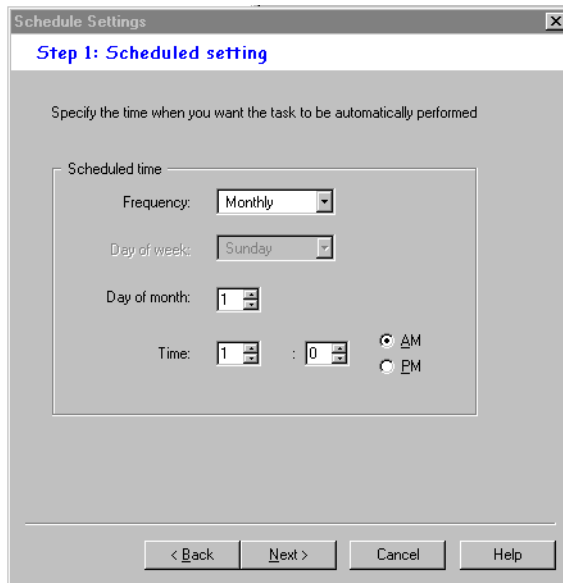 Schedule Settings
Step 1: Scheduled setting
Specify the time when you want the task to be automatically performed
Scheduled time
Frequency: Monthly
Day of week: Sunday
Day of month: 1
Time: 1 : 0 AM
PM
< Back Next > Cancel Help